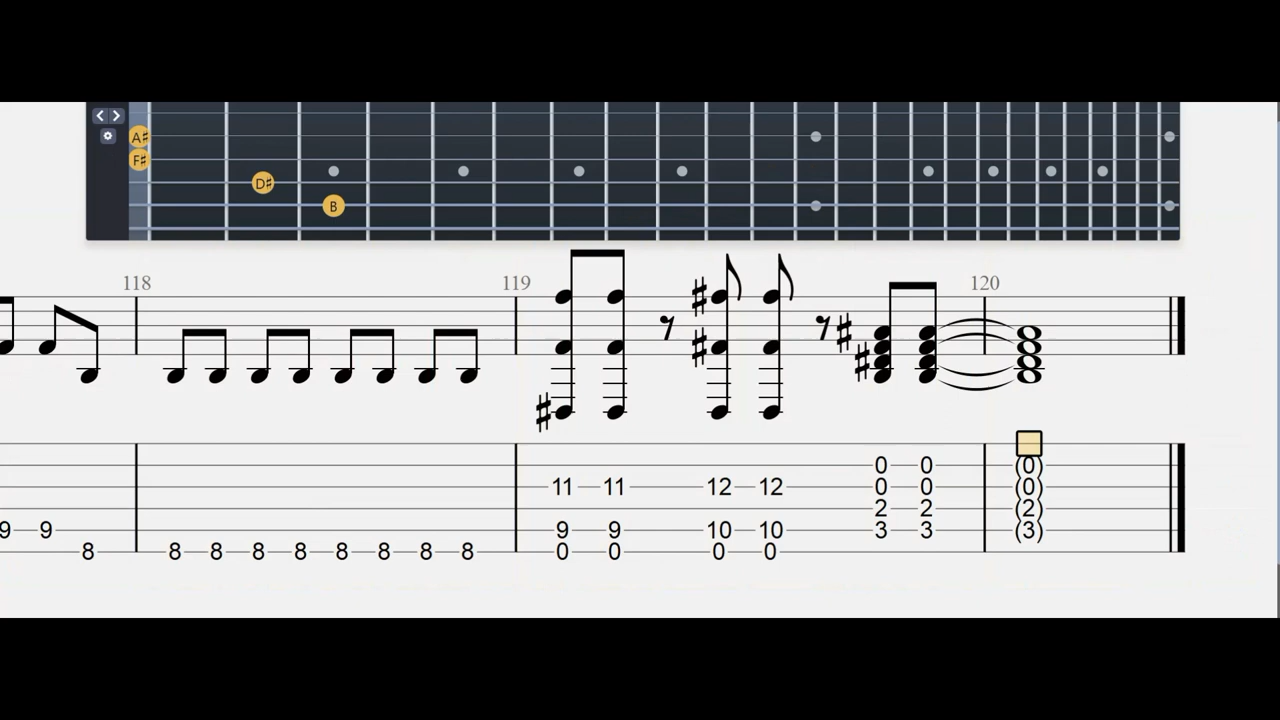 A♯
F♯
D♯
B
118 119 120
0 0 (0)
11 11 12 12 0 0 (0)
2 2 (2)
9 9 9 9 10 10 3 3 (3)
8 8 8 8 8 8 8 8 8 0 0 0 0